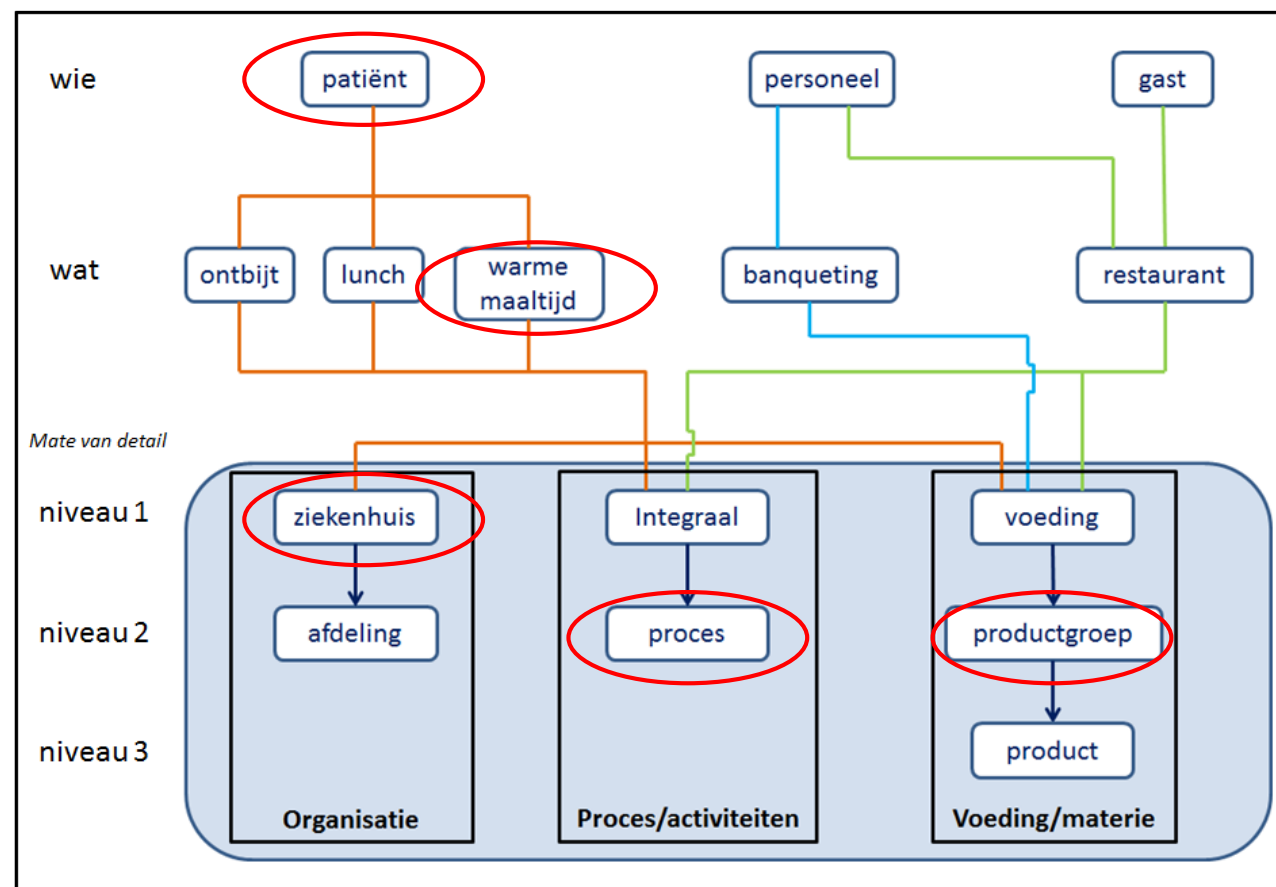 wie
patiënt
personeel
gast
wat
ontbijt
lunch
warme
maaltijd
banqueting
restaurant
Mate van detail
niveau 1
ziekenhuis
Integraal
voeding
niveau 2
afdeling
proces
productgroep
niveau 3
product
Organisatie
Proces/activiteiten
Voeding/materie